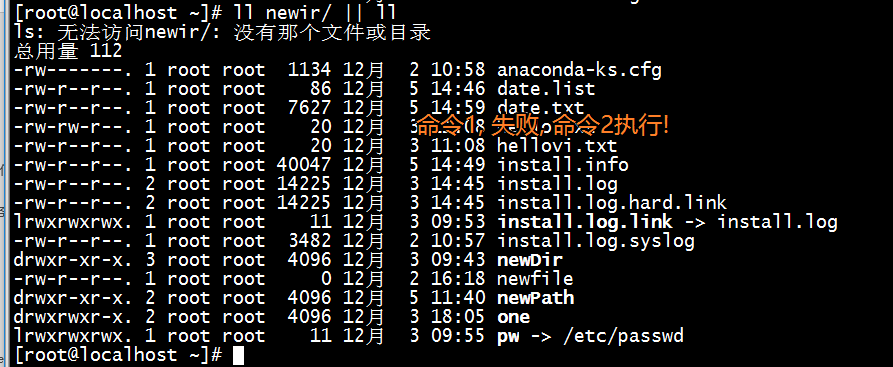 [root@localhost ~]# ll newir/ || ll
ls: 无法访问newir/: 没有那个文件或目录
总用量 112
-rw-------. 1 root root  1134 12月  2 10:58 anaconda-ks.cfg
-rw-r--r--. 1 root root    86 12月  5 14:46 date.list
-rw-r--r--. 1 root root  7627 12月  5 14:59 date.txt
-rw-rw-r--. 1 root root    20 12月  3
命令1, 失败, 命令2执行!
-rw-r--r--. 1 root root    20 12月  3 11:08 hellovi.txt
-rw-r--r--. 1 root root 40047 12月  5 14:45 install.info
-rw-r--r--. 2 root root 14225 12月  5 14:49 install.log
-rw-r--r--. 2 root root 14225 12月  5 14:49 install.log.hard.link
lrwxrwxrwx. 1 root root    11 12月  3 09:53 install.log.link -> install.log
-rw-r--r--. 1 root root  3482 12月  2 10:57 install.log.syslog
drwxr-xr-x. 3 root root  4096 12月  3 09:43 newDir
-rw-r--r--. 1 root root     0 12月  2 16:18 newfile
drwxr-xr-x. 2 root root  4096 12月  5 11:40 newPath
drwxr-xr-x. 2 root root  4096 12月  3 18:05 one
lrwxrwxrwx. 1 root root    11 12月  3 09:55 pw -> /etc/passwd
[root@localhost ~]#